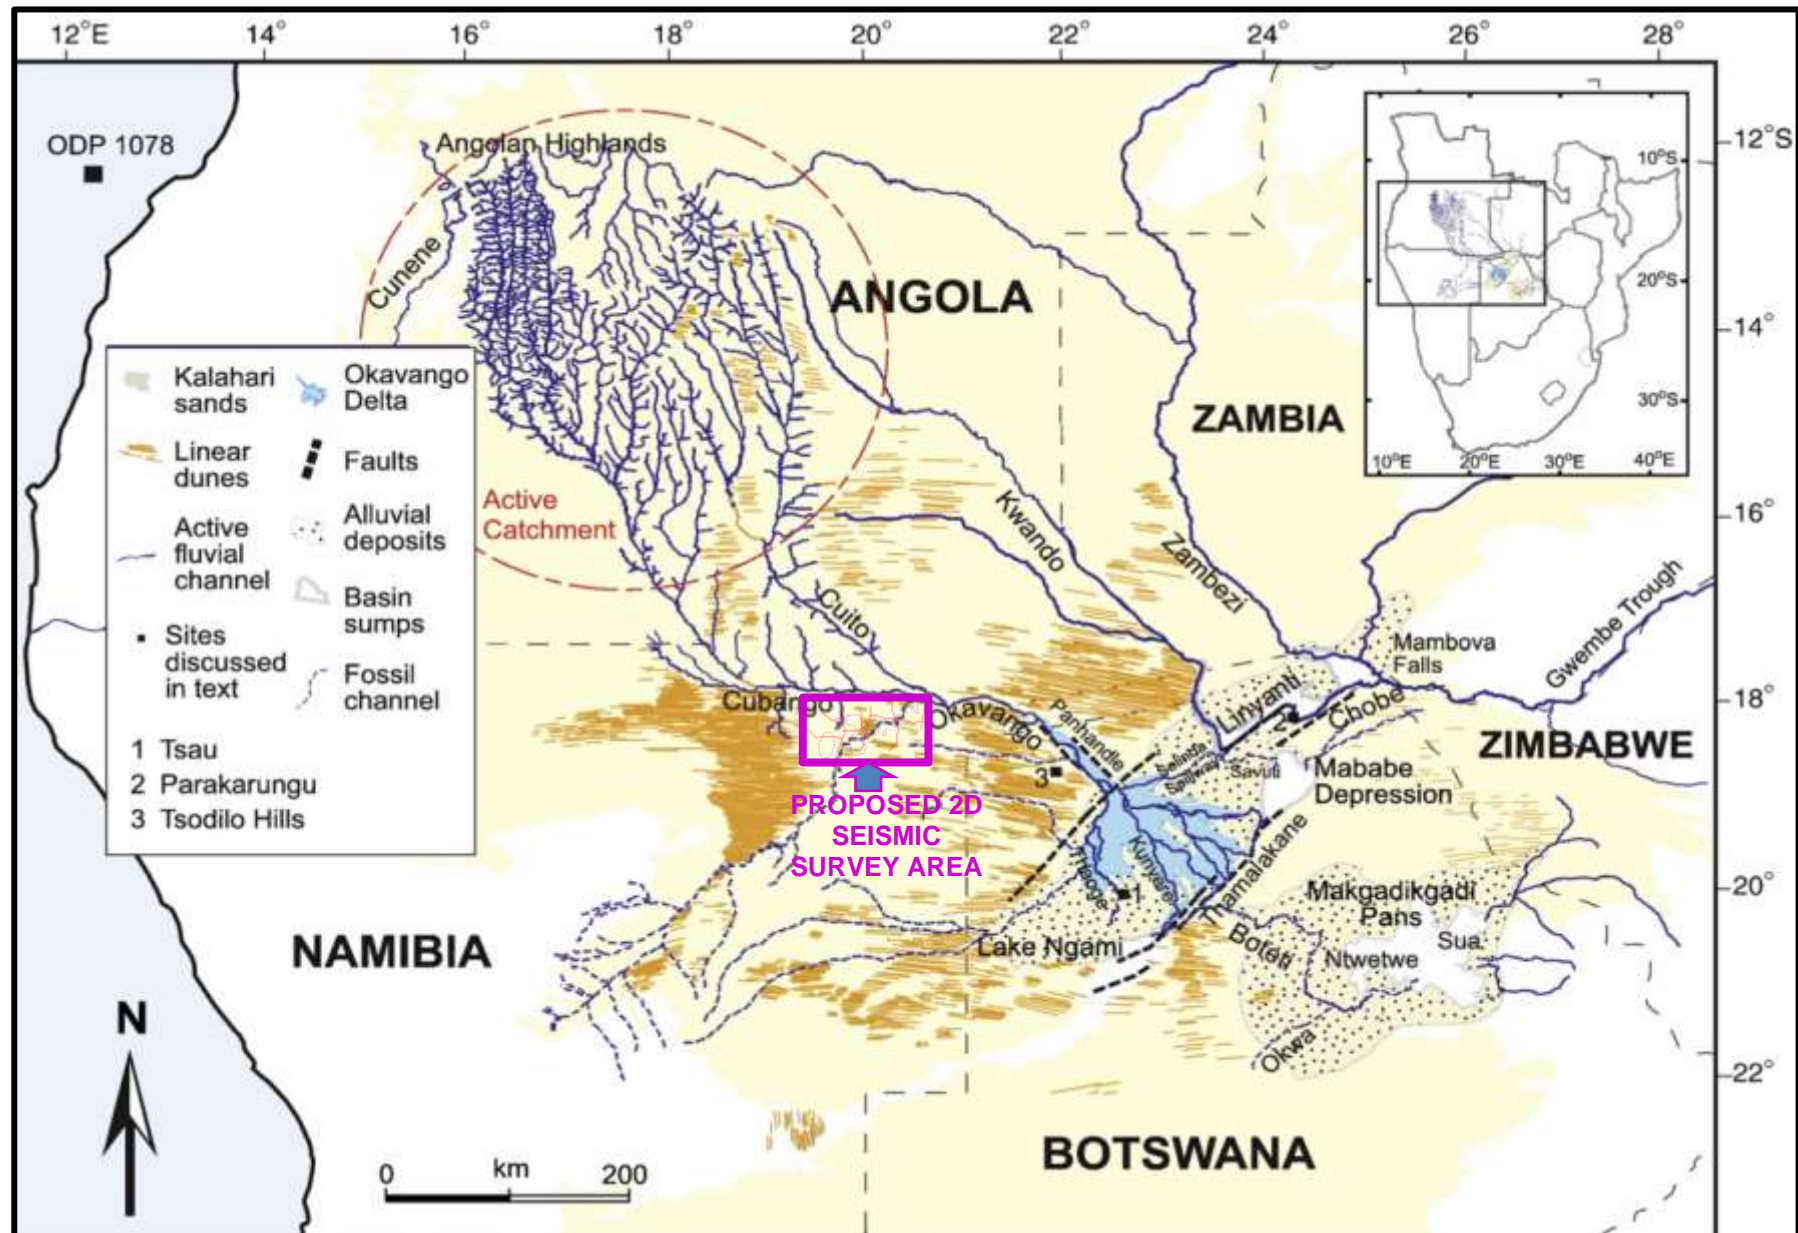 12°E
14°
16°
18°
20°
22°
24°
26°
28°
ODP 1078
Angolan Highlands
Cunene
ANGOLA
ZAMBIA
12°S
14°
16°
18°
20°
22°
10°S
20°S
30°S
10°E
20°E
30°E
40°E
Kalahari
sands
Okavango
Delta
Linear
dunes
Faults
Active
fluvial
channel
Alluvial
deposits
Basin
sumps
Sites
discussed
in text
Fossil
channel
1 Tsau
2 Parakarungu
3 Tsodilo Hills
Active
Catchment
Kwando
Zambezi
Cuito
Gwembe Trough
Mambova
Falls
Cubango
Okavango
Panhandle
Linyanti
Chobe
2
ZIMBABWE
Selinda
Spillway
Savuti
Mababe
Depression
3
PROPOSED 2D
SEISMIC
SURVEY AREA
Thaoge
Kunyere
Thamalakane
1
Makgadikgadi
Pans
Sua
Ntwetwe
Boteti
Okwa
Lake Ngami
NAMIBIA
BOTSWANA
N
0
km
200